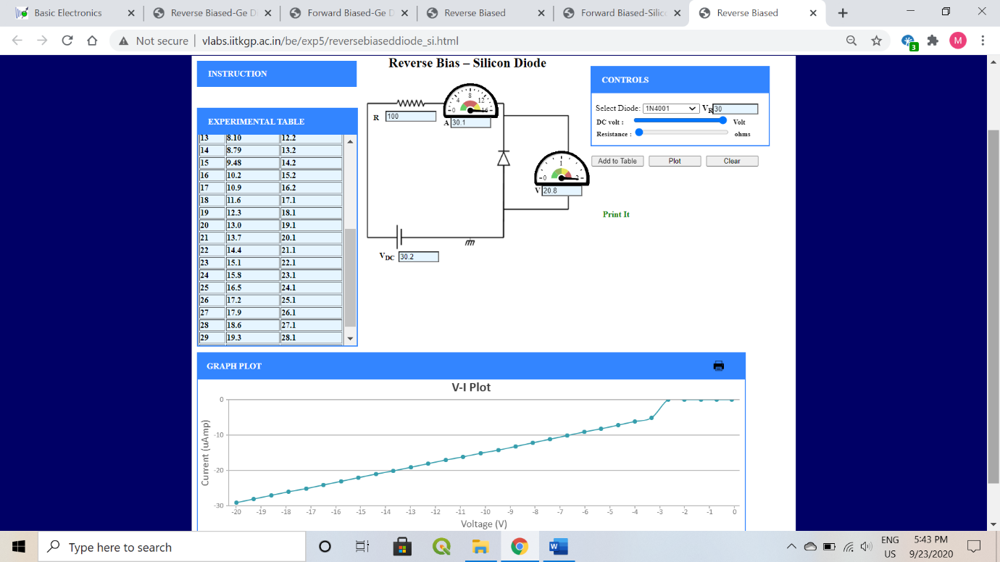 Basic Electronics
Reverse Biased-Ge D
Forward Biased-Ge D
Reverse Biased
Forward Biased-Silic
Reverse Biased
Not secure | vlabs.iitkgp.ac.in/be/exp5/reversebiaseddiode_si.html
M
3
INSTRUCTION
EXPERIMENTAL TABLE
13 8.10 12.2
14 8.79 13.2
15 9.48 14.2
16 10.2 15.2
17 10.9 16.2
18 11.6 17.1
19 12.3 18.1
20 13.0 19.1
21 13.7 20.1
22 14.4 21.1
23 15.1 22.1
24 15.8 23.1
25 16.5 24.1
26 17.2 25.1
27 17.9 26.1
28 18.6 27.1
29 19.3 28.1
Reverse Bias – Silicon Diode
0 4 8 12 16
R 100
A 30.1
0 1 2
V 20.8
VDC 30.2
CONTROLS
Select Diode: 1N4001 VR 30
DC volt : Volt
Resistance : ohms
Add to Table Plot Clear
Print It
GRAPH PLOT
V-I Plot
Current (uAmp)
0
-10
-20
-30
-20 -19 -18 -17 -16 -15 -14 -13 -12 -11 -10 -9 -8 -7 -6 -5 -4 -3 -2 -1 0
Voltage (V)
Type here to search
W
ENG
US
5:43 PM
9/23/2020